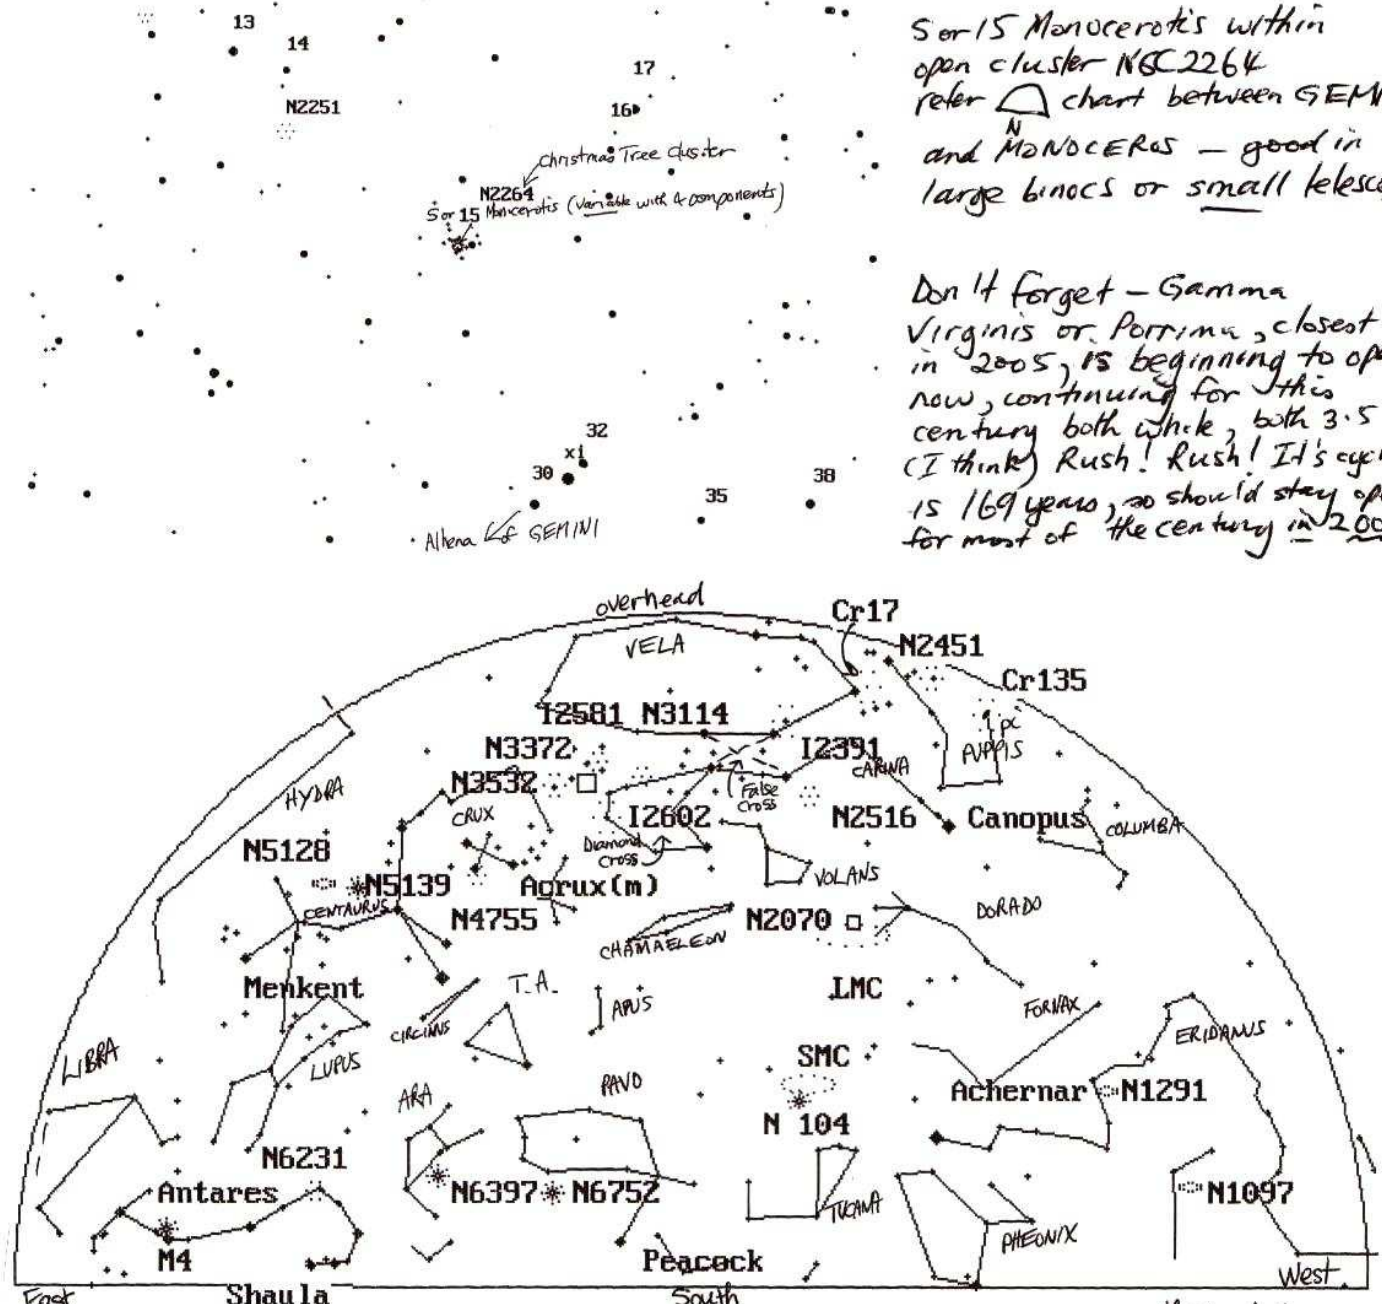 13
14
17
16
N2251
Christmas Tree Cluster
N2264
S or 15 Monocerotis (variable with 4 components)
32
xi
30
38
35
Alhena of GEMINI
S or 15 Monocerotis within
open cluster NGC2264
refer chart between GEM
N
and MONOCEROS — good in
large binocs or small telesc
Don't forget – Gamma
Virginis or Porrima, closest
in 2005, is beginning to op
now, continuing for this
century both white, both 3.5
(I think) Rush! Rush! It's cyc
is 169 years, so should stay op
for most of the century in 200
overhead
Cr17
VELA
N2451
Cr135
I2581 N3114
pc
PUPPIS
N3372
I2391
CARINA
N3532
HYDRA
False
Cross
CRUX
I2602
N2516
Canopus
COLUMBA
N5128
Diamond
Cross
VOLANS
N5139
Acrux(m)
CENTAURUS
N4755
N2070
DORADO
CHAMAELEON
Menkent
T.A.
LMC
APUS
FORNAX
CIRCINUS
ERIDANUS
LIBRA
LUPUS
SMC
PAVO
ARA
Achernar
N1291
N 104
N6231
Antares
N6397
N6752
N1097
TUCANA
PHEONIX
M4
Peacock
West
East
Shaula
South